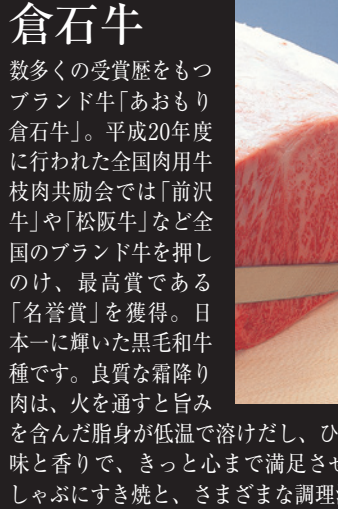 倉石牛
数多くの受賞歴をもつ
ブランド牛「あおもり
倉石牛」。平成20年度
に行われた全国肉用牛
枝肉共励会では「前沢
牛」や「松阪牛」など全
国のブランド牛を押し
のけ、最高賞である
「名誉賞」を獲得。日
本一に輝いた黒毛和牛
種です。良質な霜降り
肉は、火を通すと旨み
を含んだ脂身が低温で溶けだし、ひ
味と香りで、きっと心まで満足させ
しゃぶにすき焼と、さまざまな調理